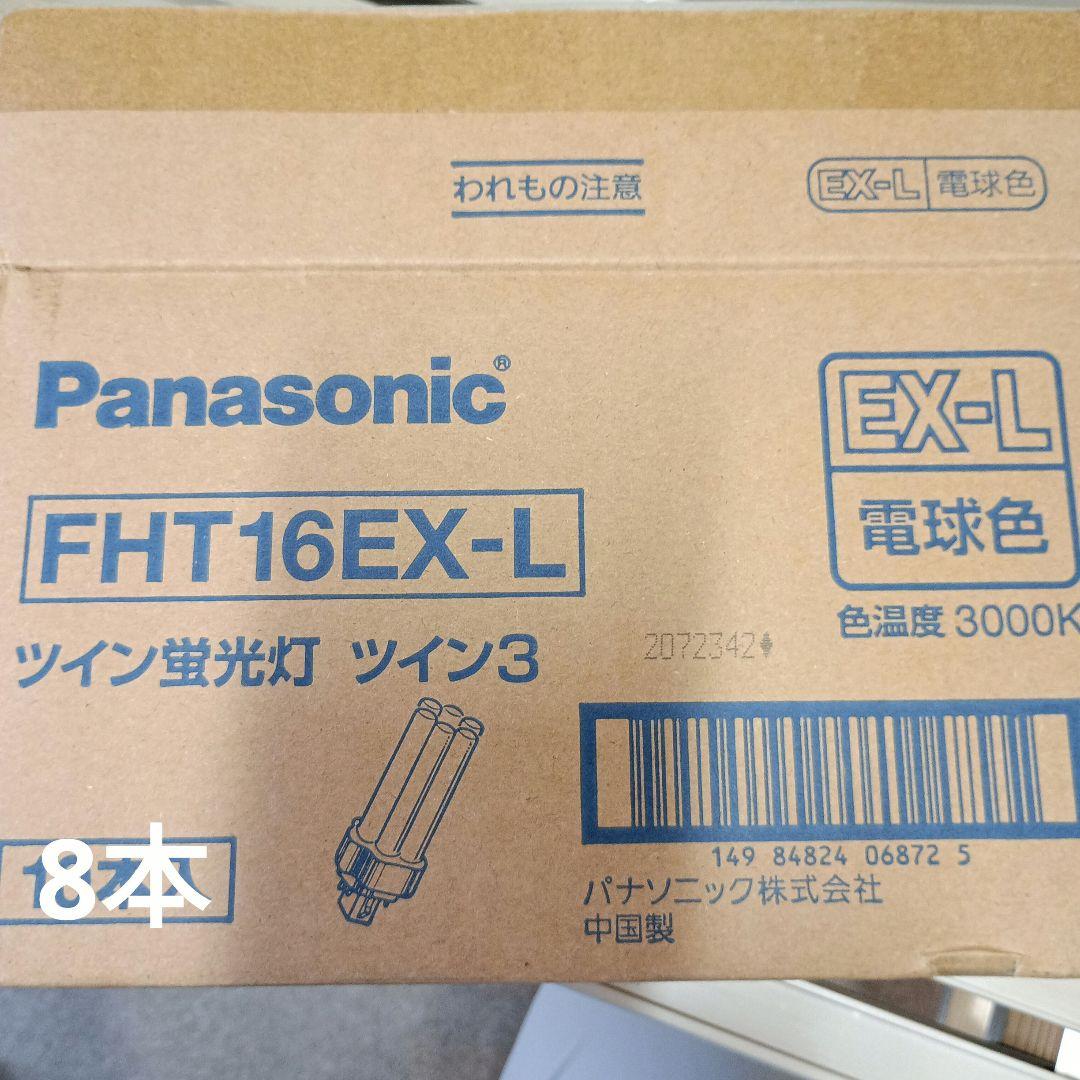 われもの注意
EX-L 電球色
Panasonic®
EX-L
FHT16EX-L
電球色
色温度 3000K
ツイン蛍光灯 ツイン3
2072342
8本
149 84824 06872 5
パナソニック株式会社
中国製